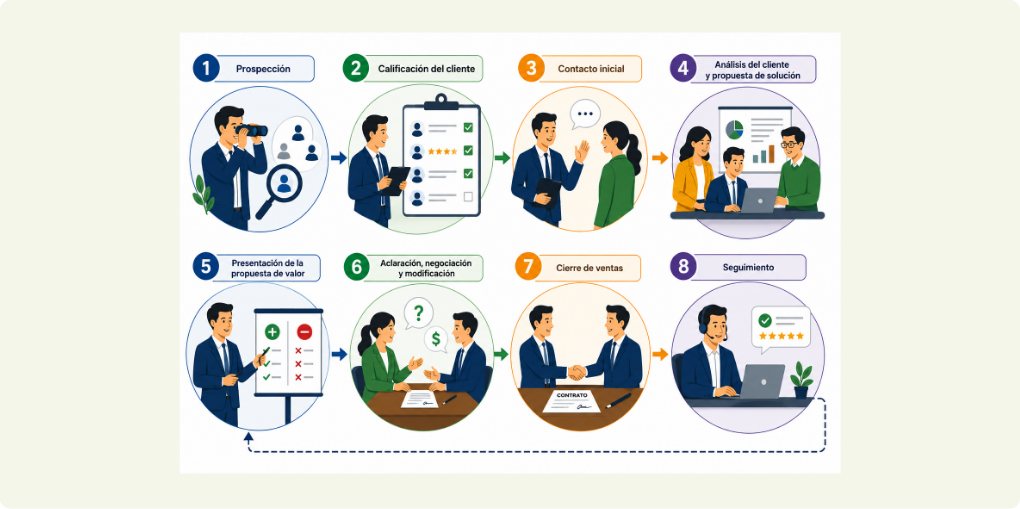 1 Prospección
2 Calificación del cliente
3 Contacto inicial
4 Análisis del cliente
y propuesta de solución
...
5 Presentación de la
propuesta de valor
6 Aclaración, negociación
y modificación
7 Cierre de ventas
8 Seguimiento
?
$
CONTRATO